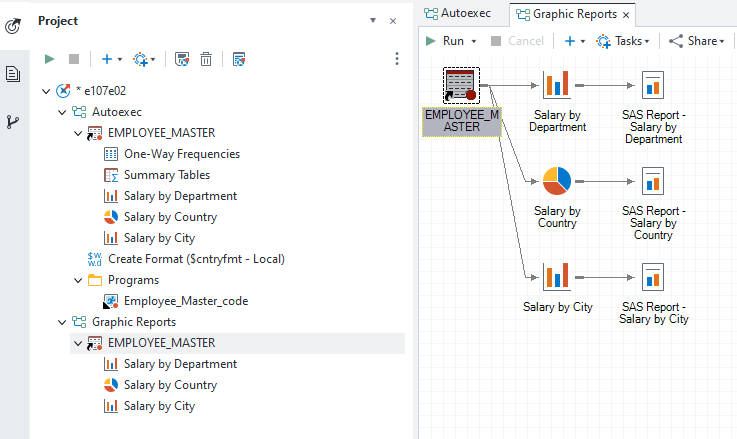 Project
* e107e02
Autoexec
EMPLOYEE_MASTER
One-Way Frequencies
Summary Tables
Salary by Department
Salary by Country
Salary by City
$w.
w.d
Create Format ($cntryfmt - Local)
Programs
Employee_Master_code
Graphic Reports
EMPLOYEE_MASTER
Salary by Department
Salary by Country
Salary by City
Autoexec
Graphic Reports
Run
Cancel
Tasks
Share
EMPLOYEE_M
ASTER
Salary by
Department
SAS Report -
Salary by
Department
Salary by
Country
SAS Report -
Salary by
Country
Salary by City
SAS Report -
Salary by City